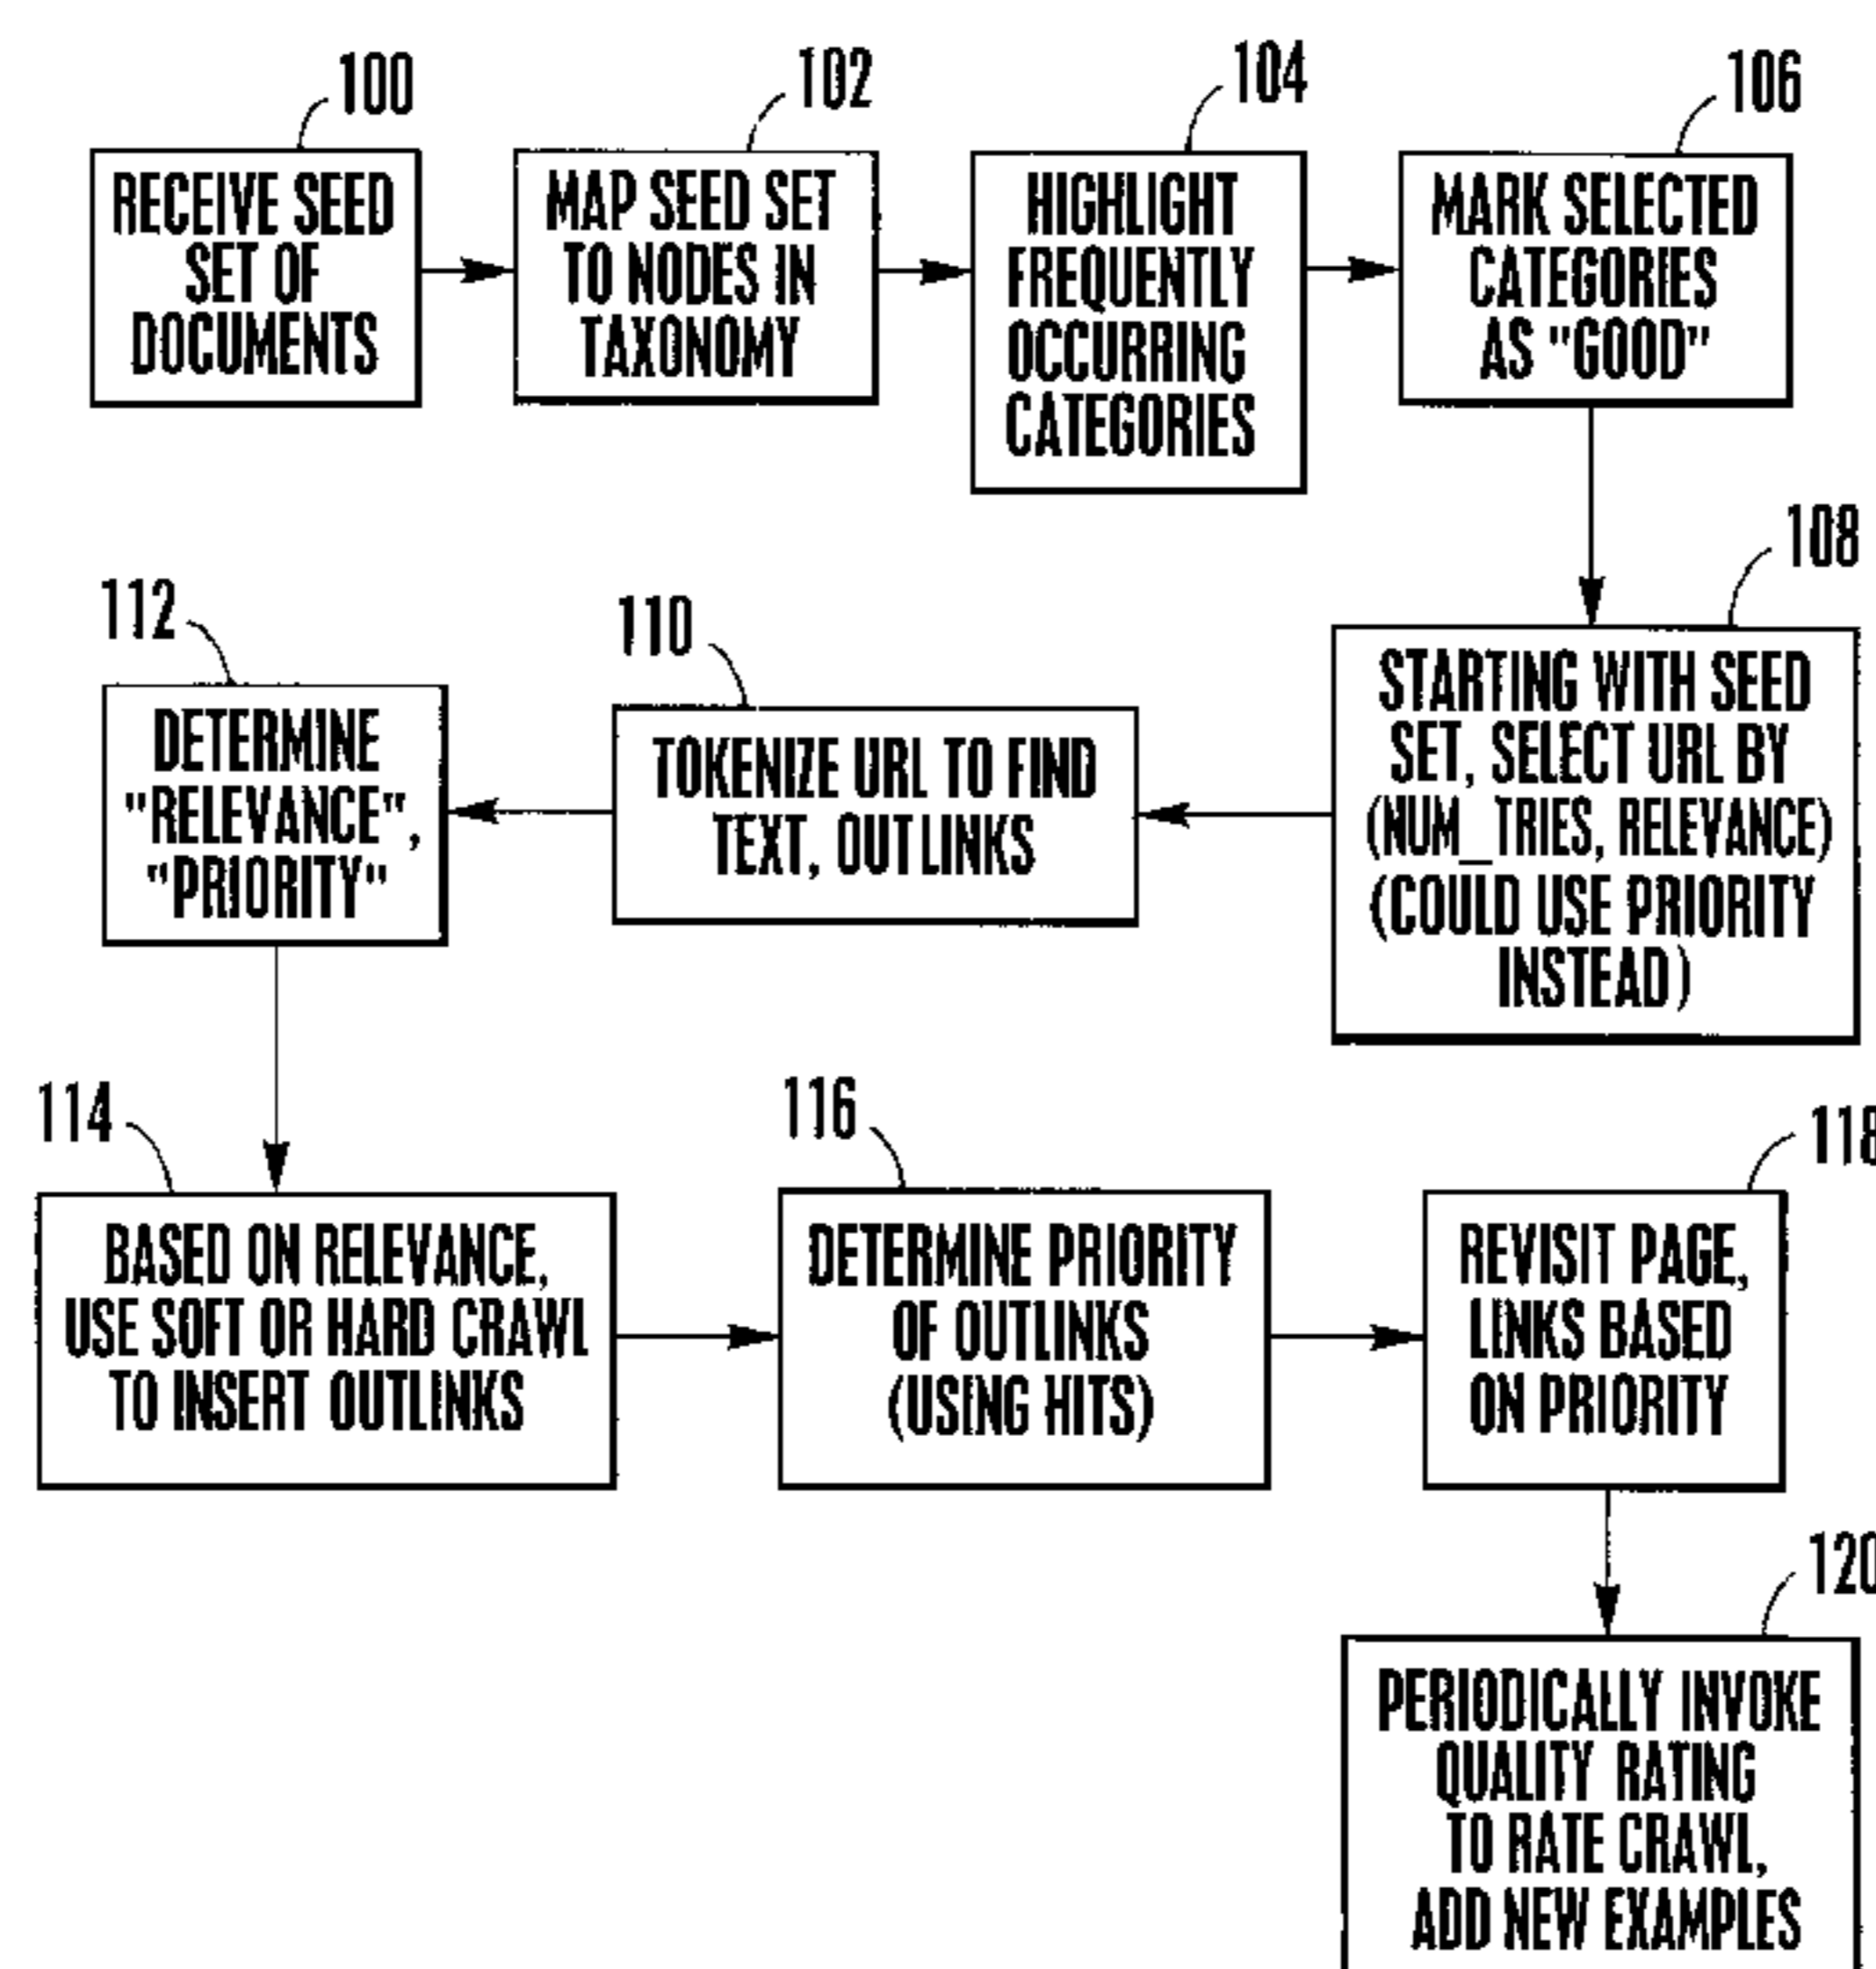 100
RECEIVE SEED
SET OF
DOCUMENTS
102
MAP SEED SET
TO NODES IN
TAXONOMY
104
HIGHLIGHT
FREQUENTLY
OCCURRING
CATEGORIES
106
MARK SELECTED
CATEGORIES
AS "GOOD"
108
STARTING WITH SEED
SET, SELECT URL BY
(NUM_TRIES, RELEVANCE)
(COULD USE PRIORITY
INSTEAD)
110
TOKENIZE URL TO FIND
TEXT, OUTLINKS
112
DETERMINE
"RELEVANCE",
"PRIORITY"
114
BASED ON RELEVANCE,
USE SOFT OR HARD CRAWL
TO INSERT OUTLINKS
116
DETERMINE PRIORITY
OF OUTLINKS
(USING HITS)
118
REVISIT PAGE,
LINKS BASED
ON PRIORITY
120
PERIODICALLY INVOKE
QUALITY RATING
TO RATE CRAWL,
ADD NEW EXAMPLES